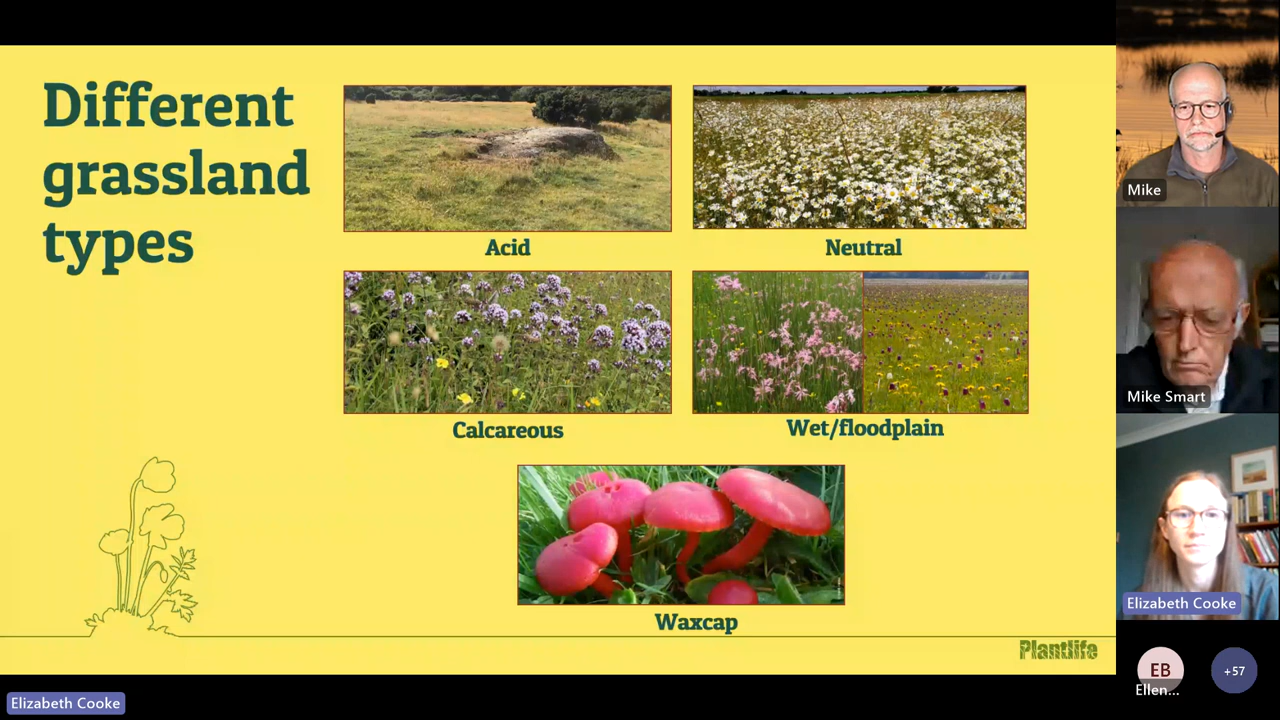 Different
grassland
types
Acid
Neutral
Calcareous
Wet/floodplain
Waxcap
Plantlife
Elizabeth Cooke
Mike
Mike Smart
Elizabeth Cooke
EB
Ellen...
+57